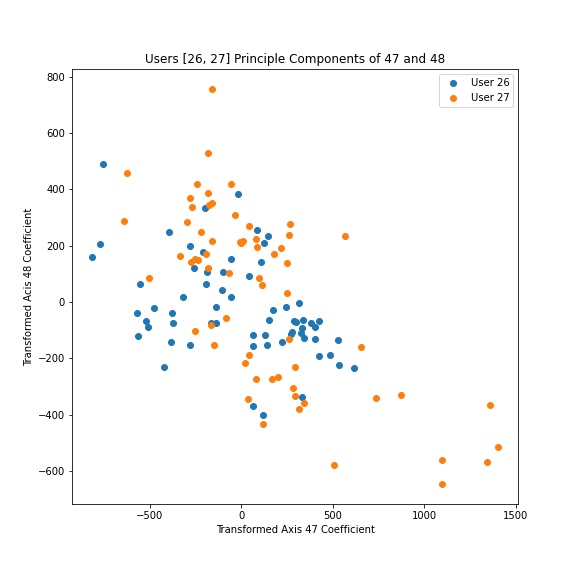 Users [26, 27] Principle Components of 47 and 48
User 26
User 27
800
600
400
200
0
−200
−400
−600
Transformed Acis 48 Coefficient
−500
0
500
1000
1500
Transformed Axis 47 Coefficient